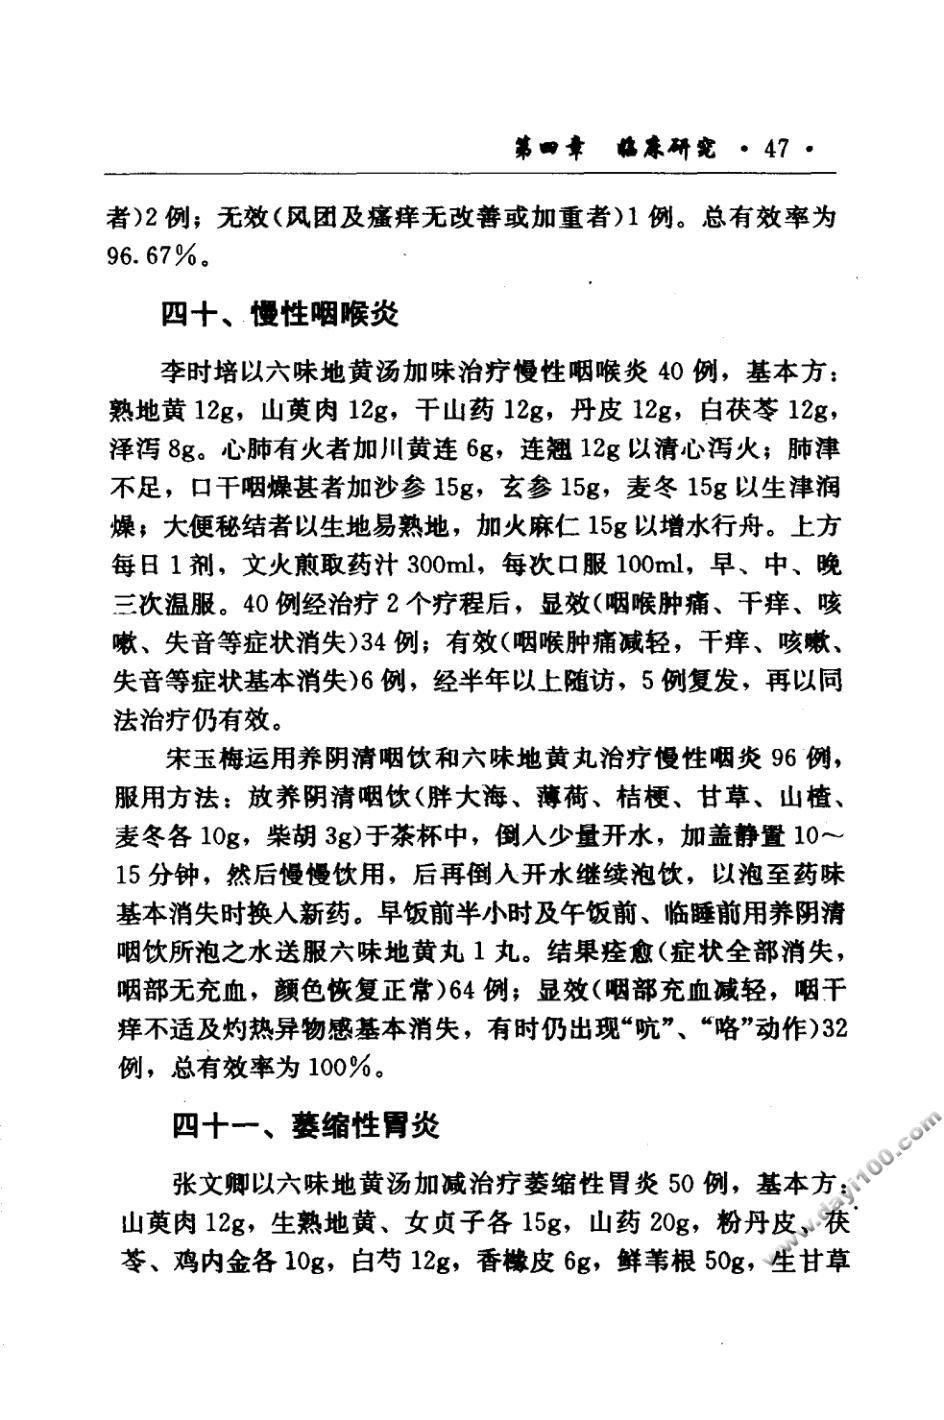 第四章 临床研究 · 47 ·
者)2 例；无效(风团及瘙痒无改善或加重者)1 例。总有效率为
96.67%。
四十、慢性咽喉炎
李时培以六味地黄汤加味治疗慢性咽喉炎 40 例，基本方：
熟地黄 12g，山萸肉 12g，干山药 12g，丹皮 12g，白茯苓 12g，
泽泻 8g。心肺有火者加川黄连 6g，连翘 12g 以清心泻火；肺津
不足，口干咽燥甚者加沙参 15g，玄参 15g，麦冬 15g 以生津润
燥；大便秘结者以生地易熟地，加火麻仁 15g 以增水行舟。上方
每日 1 剂，文火煎取药汁 300ml，每次口服 100ml，早、中、晚
三次温服。40 例经治疗 2 个疗程后，显效(咽喉肿痛、干痒、咳
嗽、失音等症状消失)34 例；有效(咽喉肿痛减轻，干痒、咳嗽、
失音等症状基本消失)6 例，经半年以上随访，5 例复发，再以同
法治疗仍有效。
宋玉梅运用养阴清咽饮和六味地黄丸治疗慢性咽炎 96 例，
服用方法：放养阴清咽饮(胖大海、薄荷、桔梗、甘草、山楂、
麦冬各 10g，柴胡 3g)于茶杯中，倒入少量开水，加盖静置 10～
15 分钟，然后慢慢饮用，后再倒入开水继续泡饮，以泡至药味
基本消失时换入新药。早饭前半小时及午饭前、临睡前用养阴清
咽饮所泡之水送服六味地黄丸 1 丸。结果痊愈(症状全部消失，
咽部无充血，颜色恢复正常)64 例；显效(咽部充血减轻，咽干
痒不适及灼热异物感基本消失，有时仍出现“吭”、“咯”动作)32
例，总有效率为 100%。
四十一、萎缩性胃炎
张文卿以六味地黄汤加减治疗萎缩性胃炎 50 例，基本方：
山萸肉 12g，生熟地黄、女贞子各 15g，山药 20g，粉丹皮、茯
苓、鸡内金各 10g，白芍 12g，香橼皮 6g，鲜苇根 50g，生甘草
www.dayi100.com